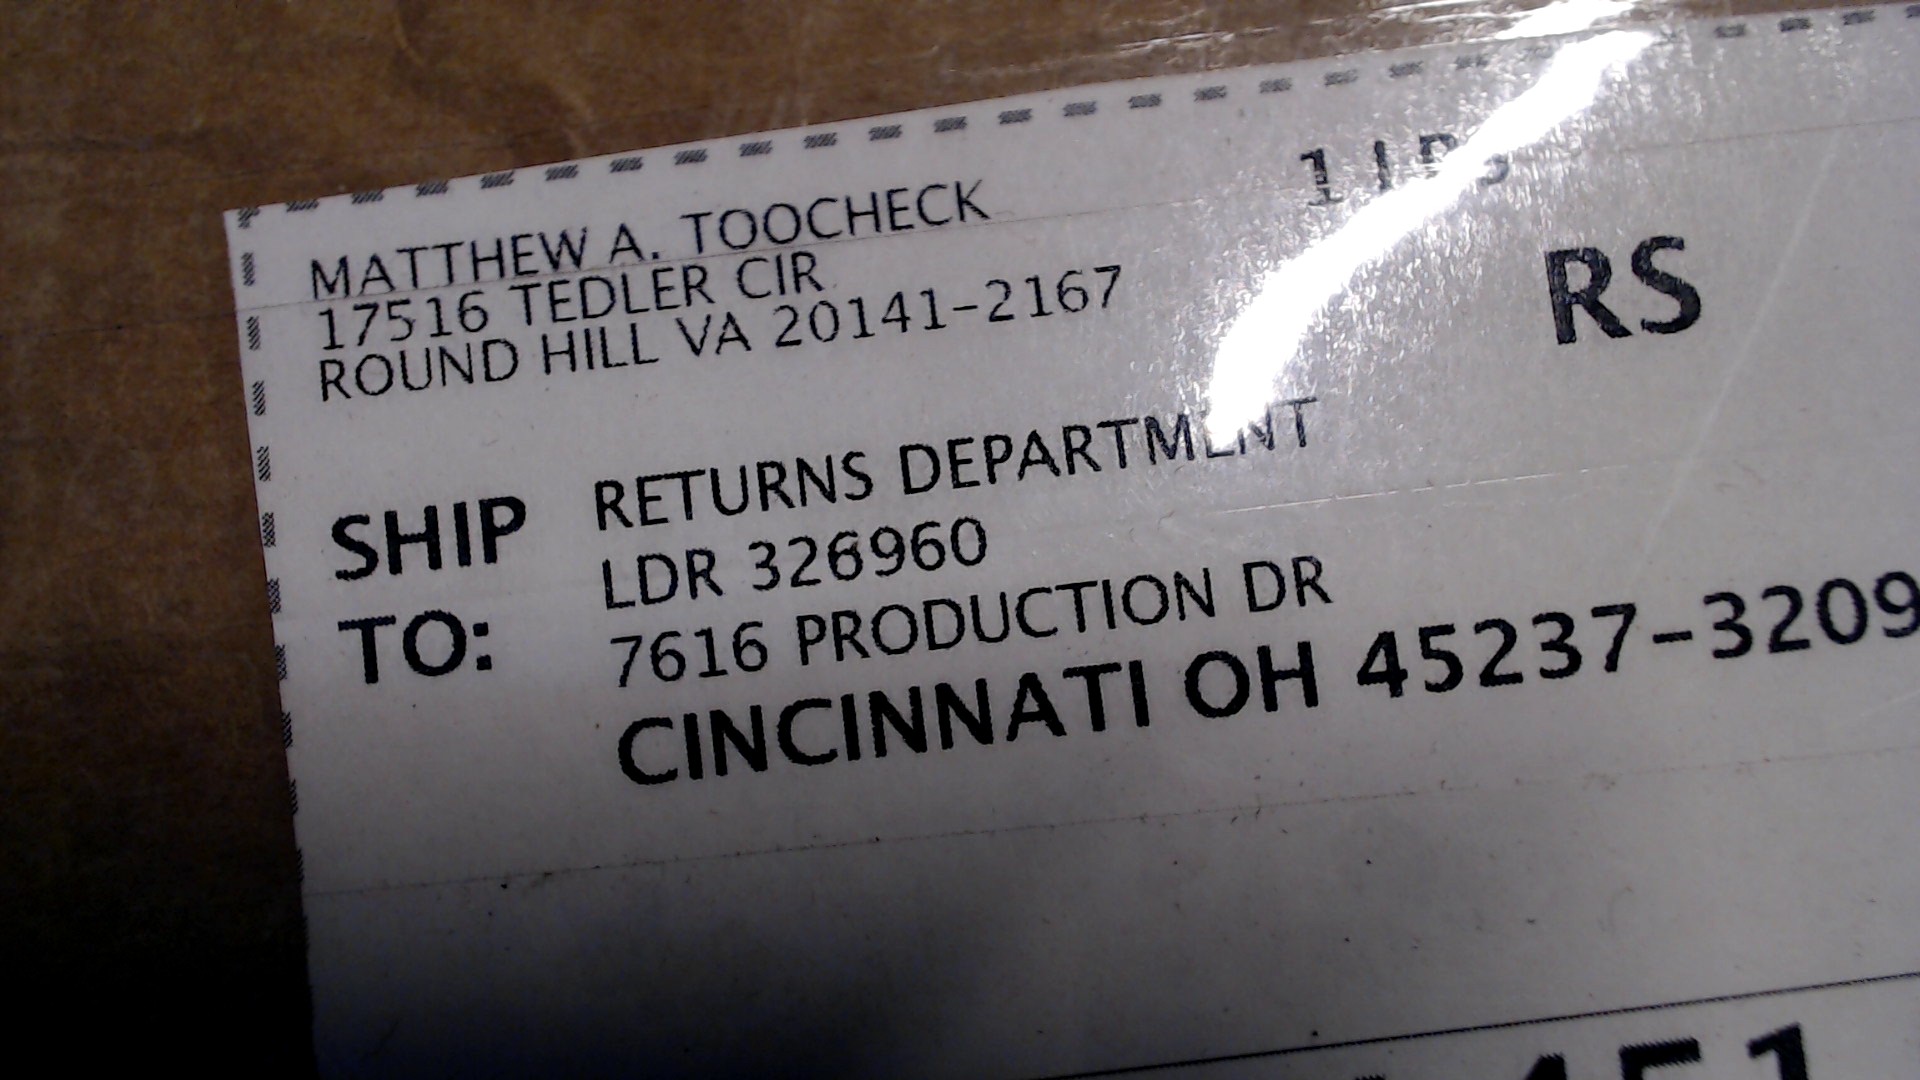 MATTHEW A. TOOCHECK
17516 TEDLER CIR
ROUND HILL VA 20141-2167
RS
SHIP TO:
RETURNS DEPARTMENT
LDR 326960
7616 PRODUCTION DR
CINCINNATI OH 45237-3209